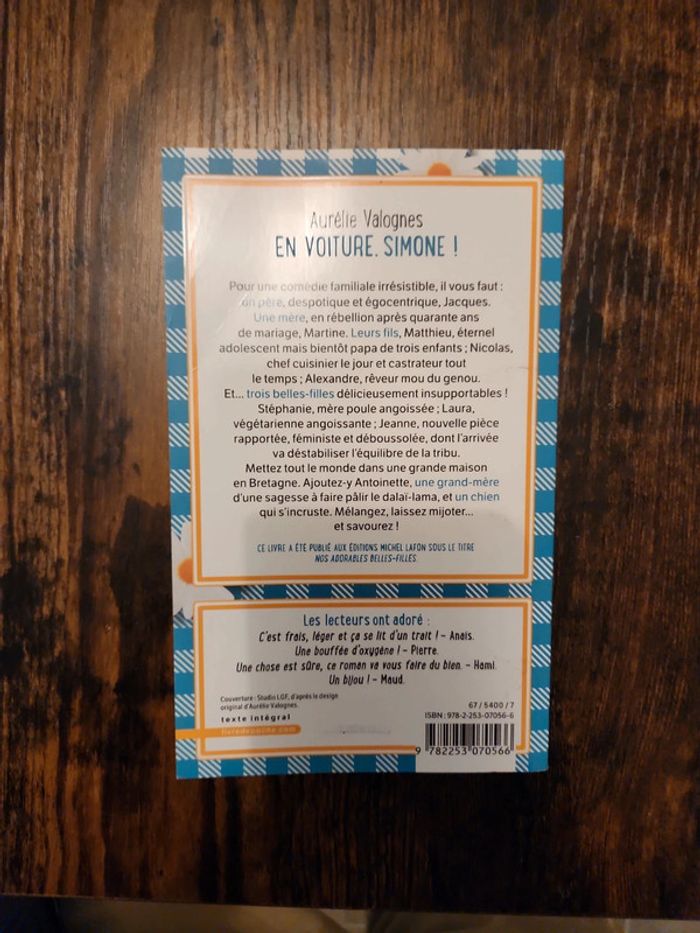 Aurélie Valognes
EN VOITURE, SIMONE !
Pour une comédie familiale irrésistible, il vous faut :
un père, despotique et égocentrique, Jacques.
Une mère, en rébellion après quarante ans
de mariage, Martine. Leurs fils, Matthieu, éternel
adolescent mais bientôt papa de trois enfants ; Nicolas,
chef cuisinier le jour et castrateur tout
le temps ; Alexandre, rêveur mou du genou.
Et... trois belles-filles délicieusement insupportables !
Stéphanie, mère poule angoissée ; Laura,
végétarienne angoissante ; Jeanne, nouvelle pièce
rapportée, féministe et déboussolée, dont l'arrivée
va déstabiliser l'équilibre de la tribu.
Mettez tout le monde dans une grande maison
en Bretagne. Ajoutez-y Antoinette, une grand-mère
d'une sagesse à faire pâlir le dalaï-lama, et un chien
qui s'incruste. Mélangez, laissez mijoter...
et savourez !
CE LIVRE A ÉTÉ PUBLIÉ AUX ÉDITIONS MICHEL LAFON SOUS LE TITRE
NOS ADORABLES BELLES-FILLES.
Les lecteurs ont adoré :
C'est frais, léger et ça se lit d'un trait ! – Anaïs.
Une bouffée d'oxygène ! – Pierre.
Une chose est sûre, ce roman va vous faire du bien. – Hami.
Un bijou ! – Maud.
Couverture : Studio LGF, d'après le design
original d'Aurélie Valognes.
texte intégral
livredepoche.com
67 / 5400 / 7
ISBN : 978-2-253-07056-6
9 782253 070566